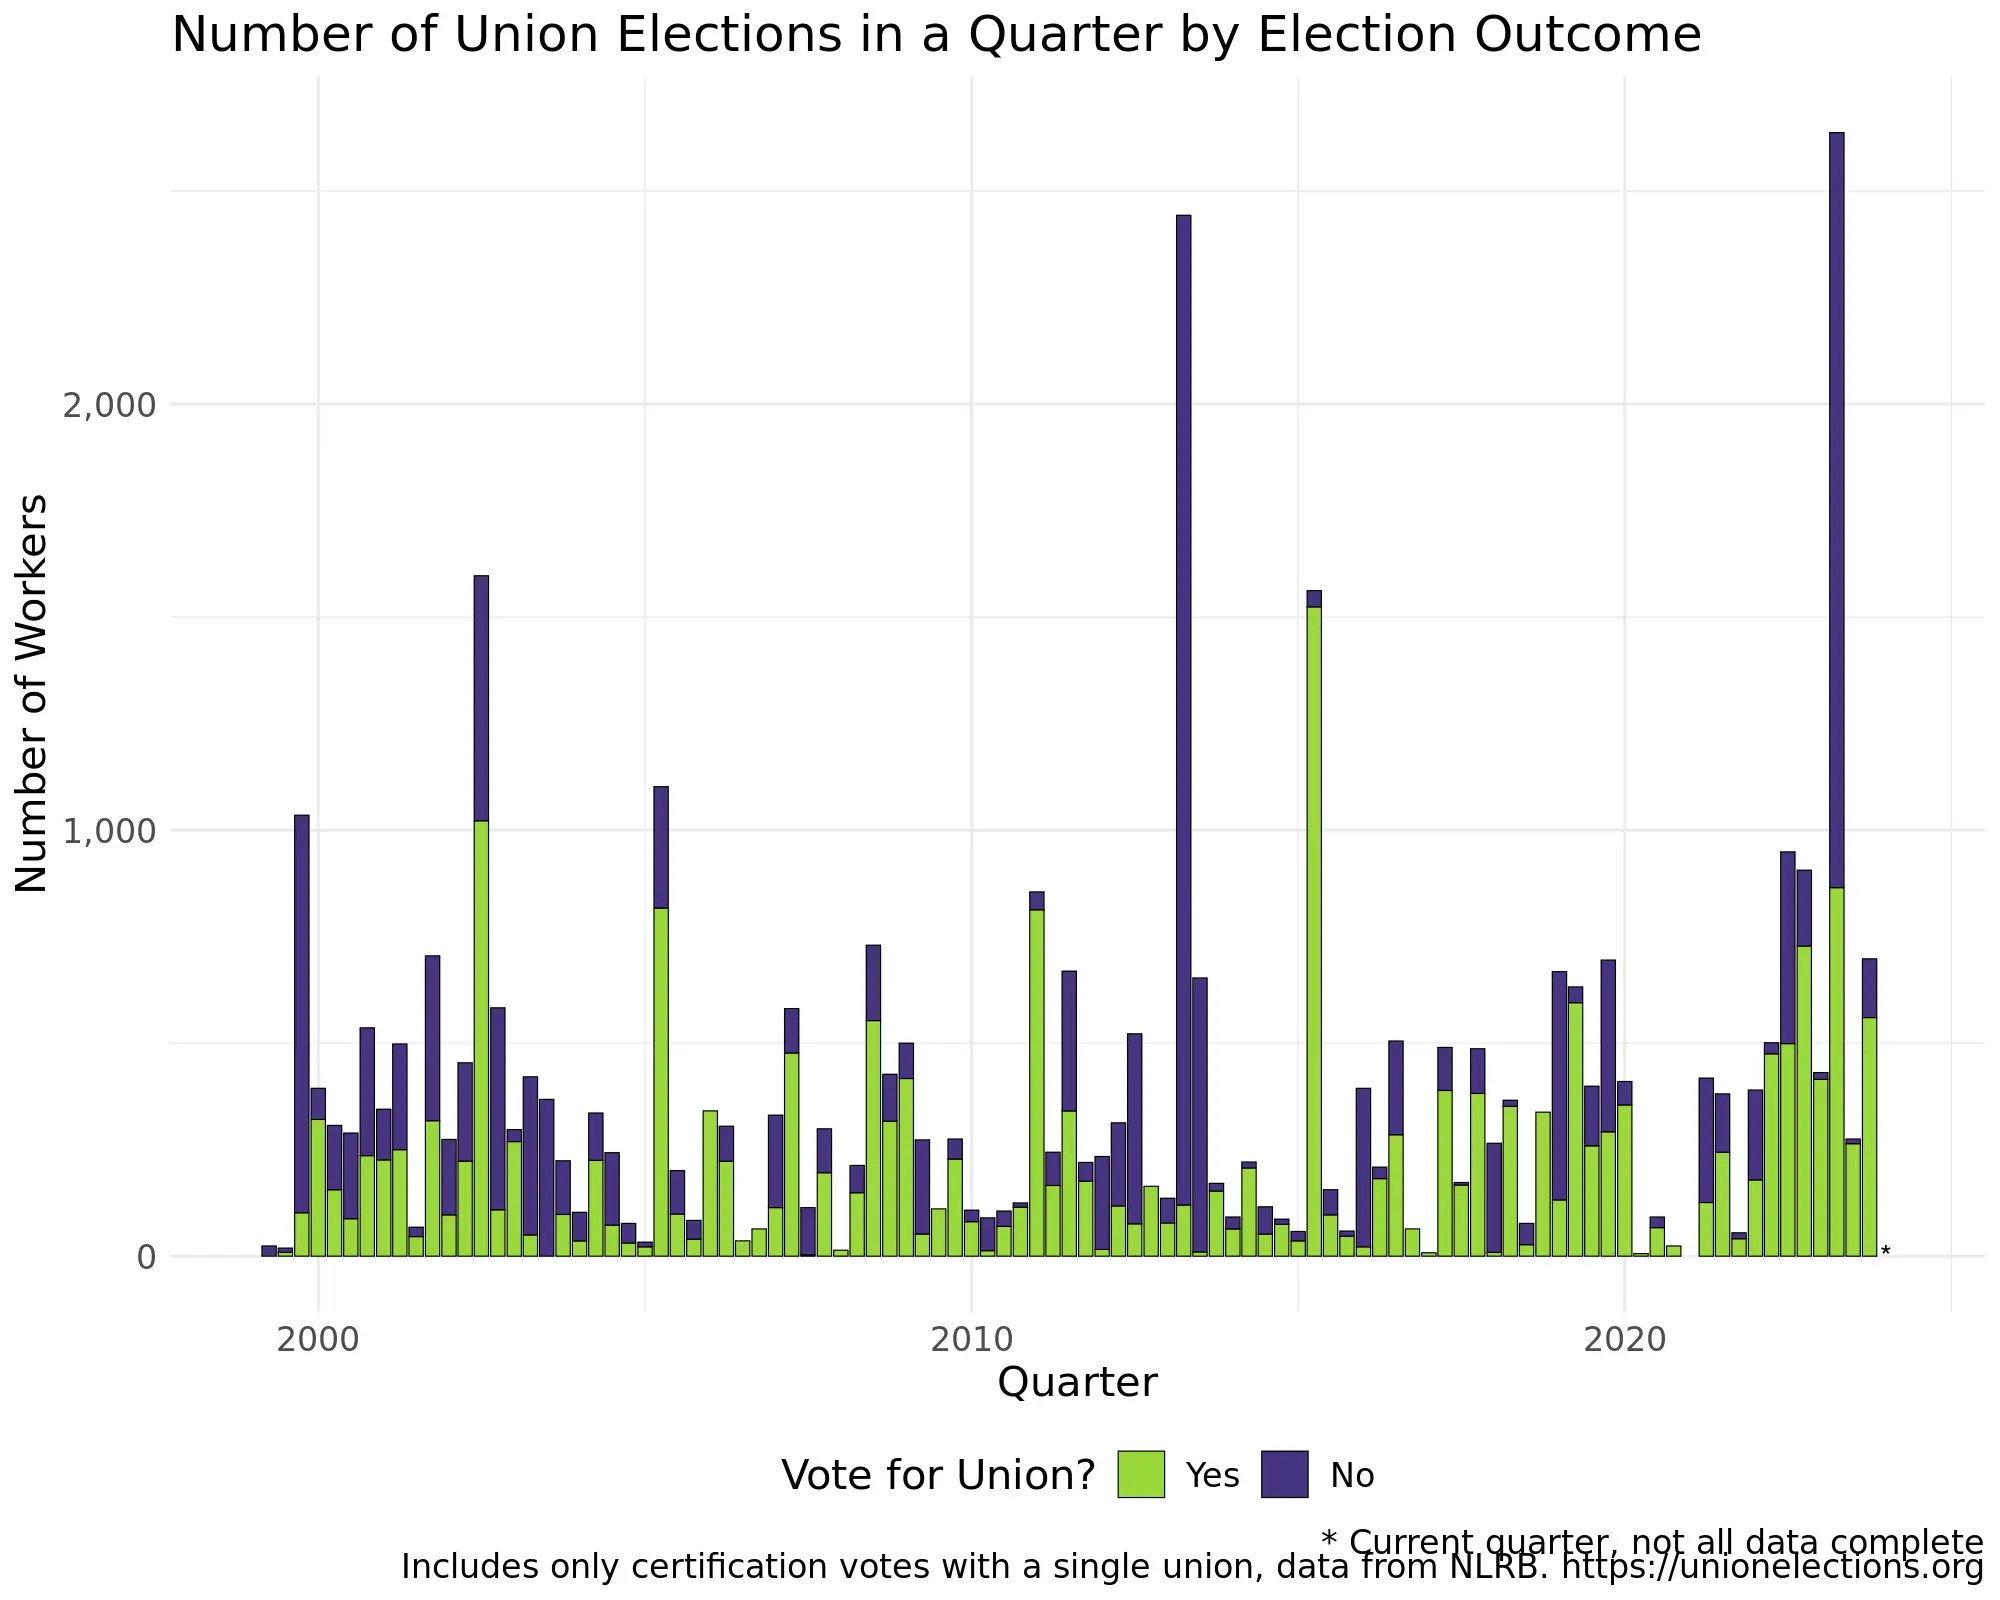 Number of Union Elections in a Quarter by Election Outcome
Number of Workers
2,000
1,000
0
*
2000 2010 2020
Quarter
Vote for Union? Yes No
* Current quarter, not all data complete
Includes only certification votes with a single union, data from NLRB. https://unionelections.org